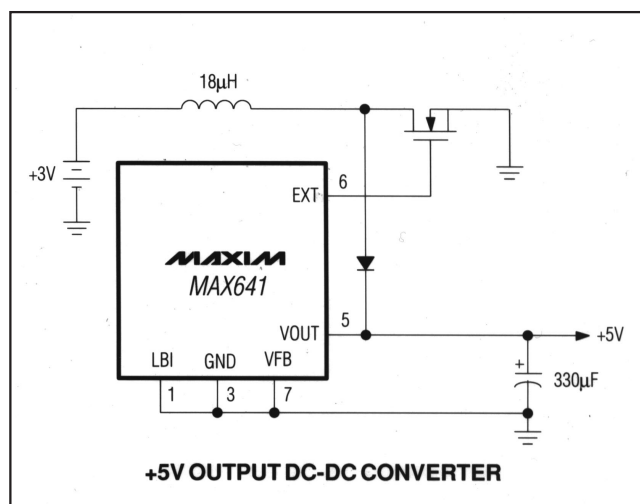 18μH
+3V
6
EXT
MAXIM
MAX641
VOUT
5
+5V
LBI
GND
VFB
1
3
7
+
330μF
+5V OUTPUT DC-DC CONVERTER